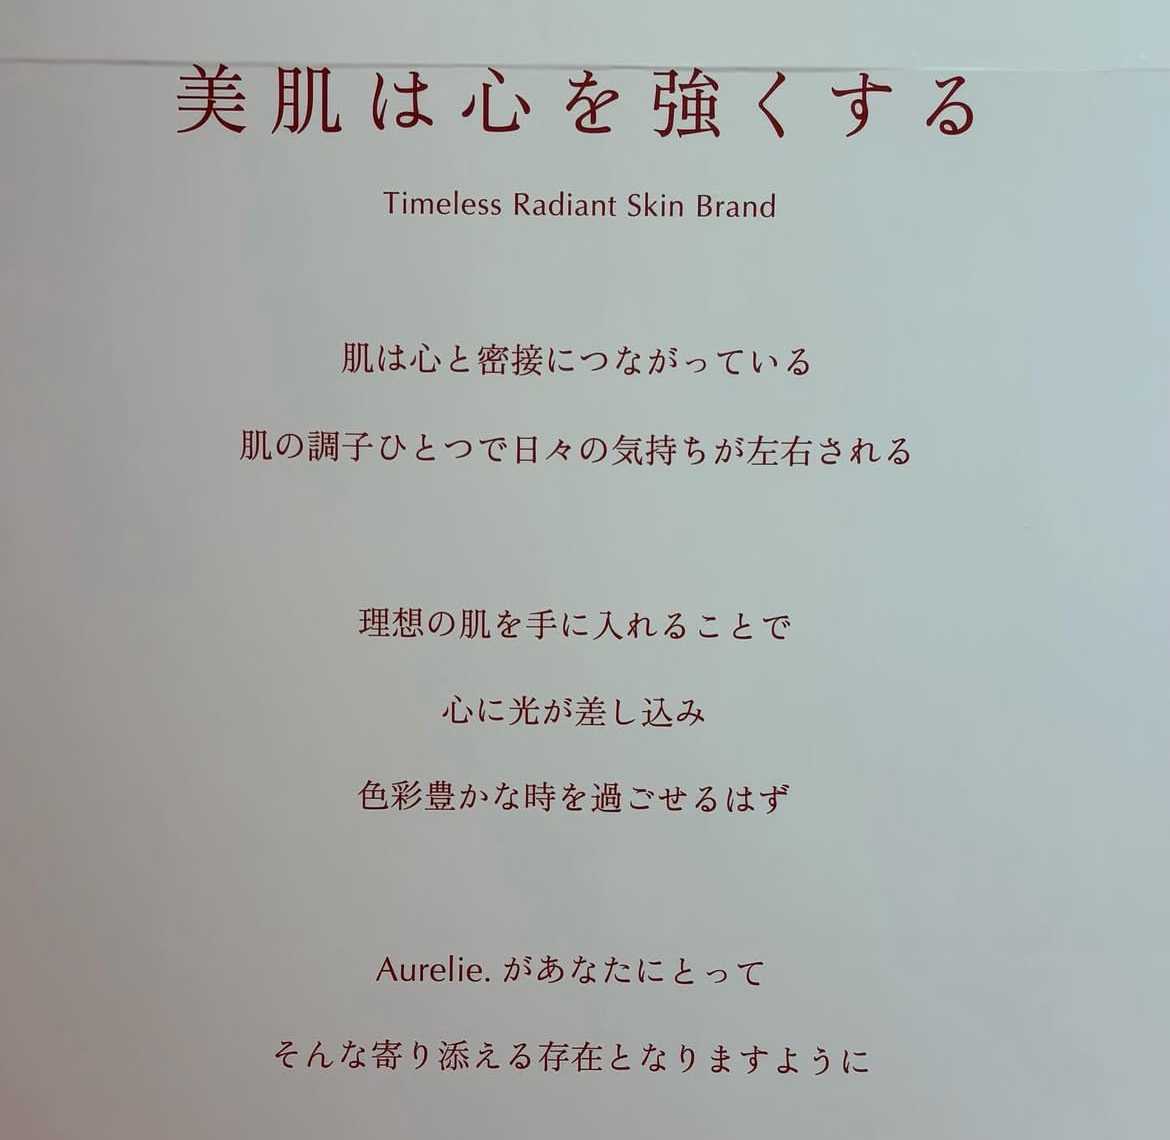 美肌は心を強くする
Timeless Radiant Skin Brand
肌は心と密接につながっている
肌の調子ひとつで日々の気持ちが左右される
理想の肌を手に入れることで
心に光が差し込み
色彩豊かな時を過ごせるはず
Aurelie. があなたにとって
そんな寄り添える存在となりますように